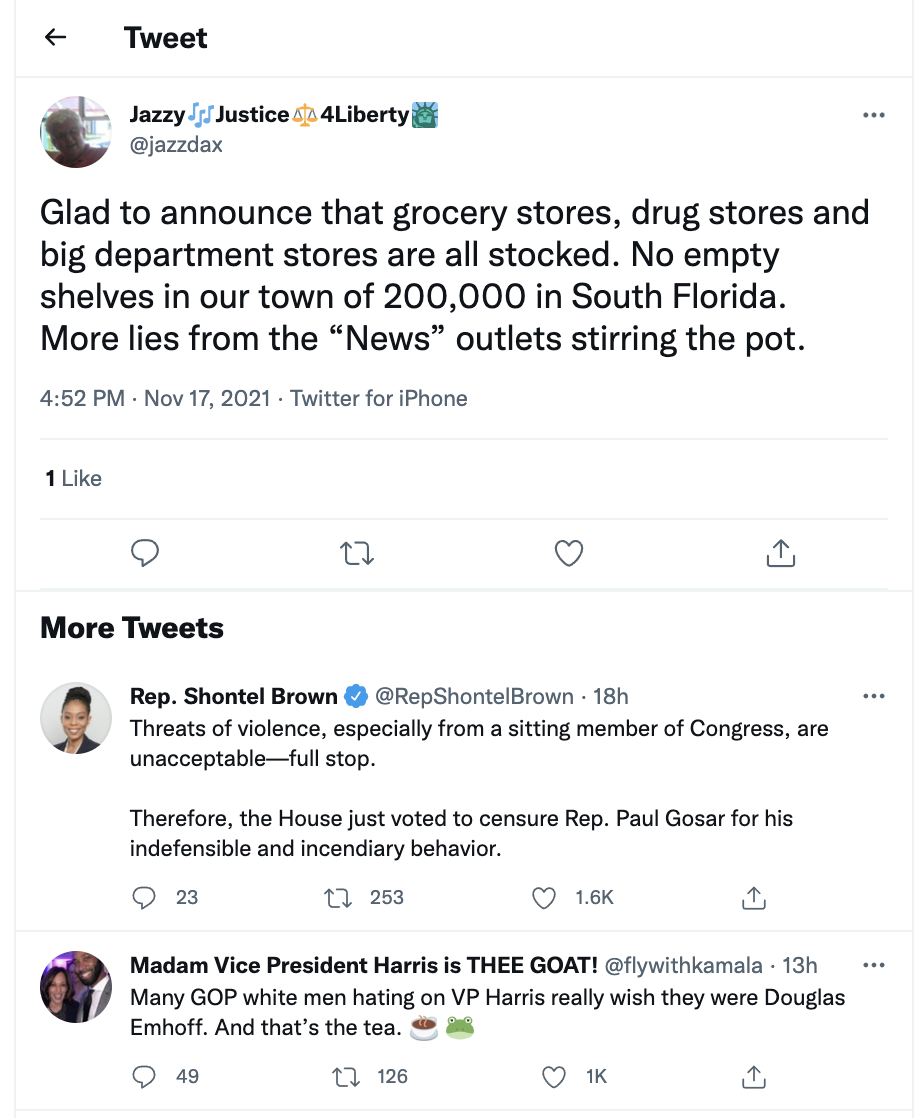 Tweet
Jazzy🎶Justice⚖️4Liberty🗽
@jazzdax
Glad to announce that grocery stores, drug stores and
big department stores are all stocked. No empty
shelves in our town of 200,000 in South Florida.
More lies from the “News” outlets stirring the pot.
4:52 PM · Nov 17, 2021 · Twitter for iPhone
1 Like
More Tweets
Rep. Shontel Brown @RepShontelBrown · 18h
Threats of violence, especially from a sitting member of Congress, are
unacceptable—full stop.
Therefore, the House just voted to censure Rep. Paul Gosar for his
indefensible and incendiary behavior.
23 253 1.6K
Madam Vice President Harris is THEE GOAT! @flywithkamala · 13h
Many GOP white men hating on VP Harris really wish they were Douglas
Emhoff. And that’s the tea. ☕🐸
49 126 1K